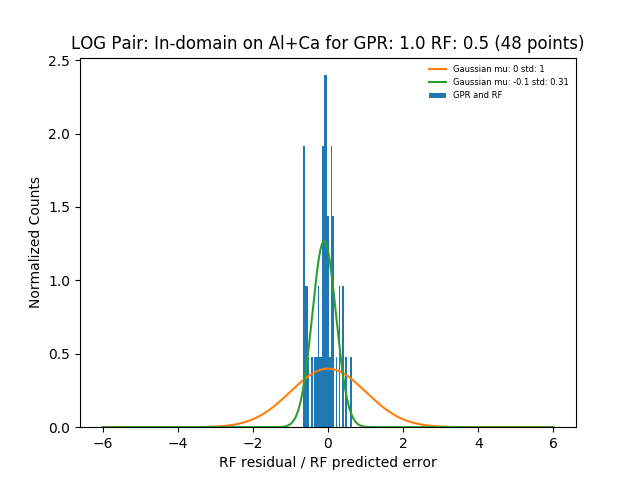 LOG Pair: In-domain on Al+Ca for GPR: 1.0 RF: 0.5 (48 points)
Gaussian mu: 0 std: 1
Gaussian mu: -0.1 std: 0.31
GPR and RF
Normalized Counts
2.5
2.0
1.5
1.0
0.5
0.0
−6 −4 −2 0 2 4 6
RF residual / RF predicted error